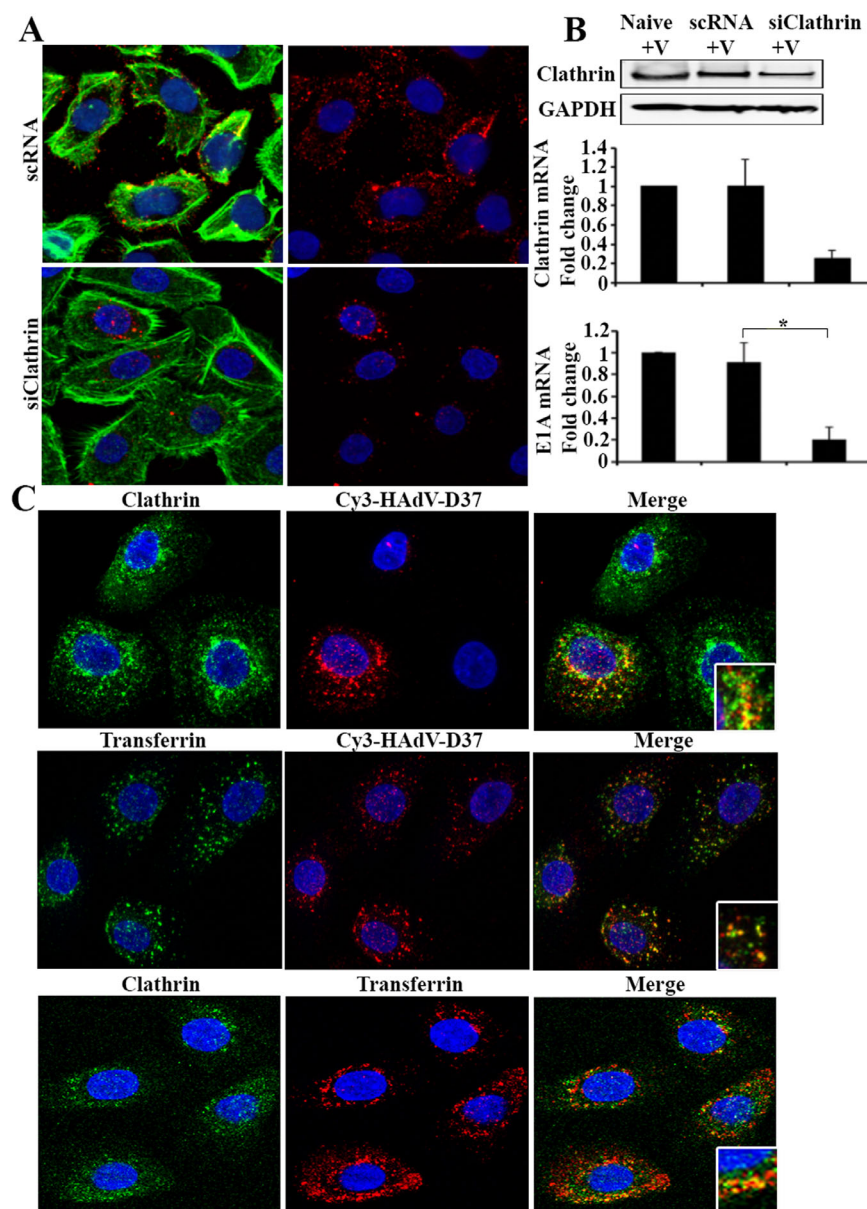 A
scRNA
siClathrin
B
Naive scRNA siClathrin
+V +V +V
Clathrin
GAPDH
Clathrin mRNA
Fold change
1.4
1.2
1
0.8
0.6
0.4
0.2
0
E1A mRNA
Fold change
1.2
1
0.8
0.6
0.4
0.2
0
*
C
Clathrin Cy3-HAdV-D37 Merge
Transferrin Cy3-HAdV-D37 Merge
Clathrin Transferrin Merge